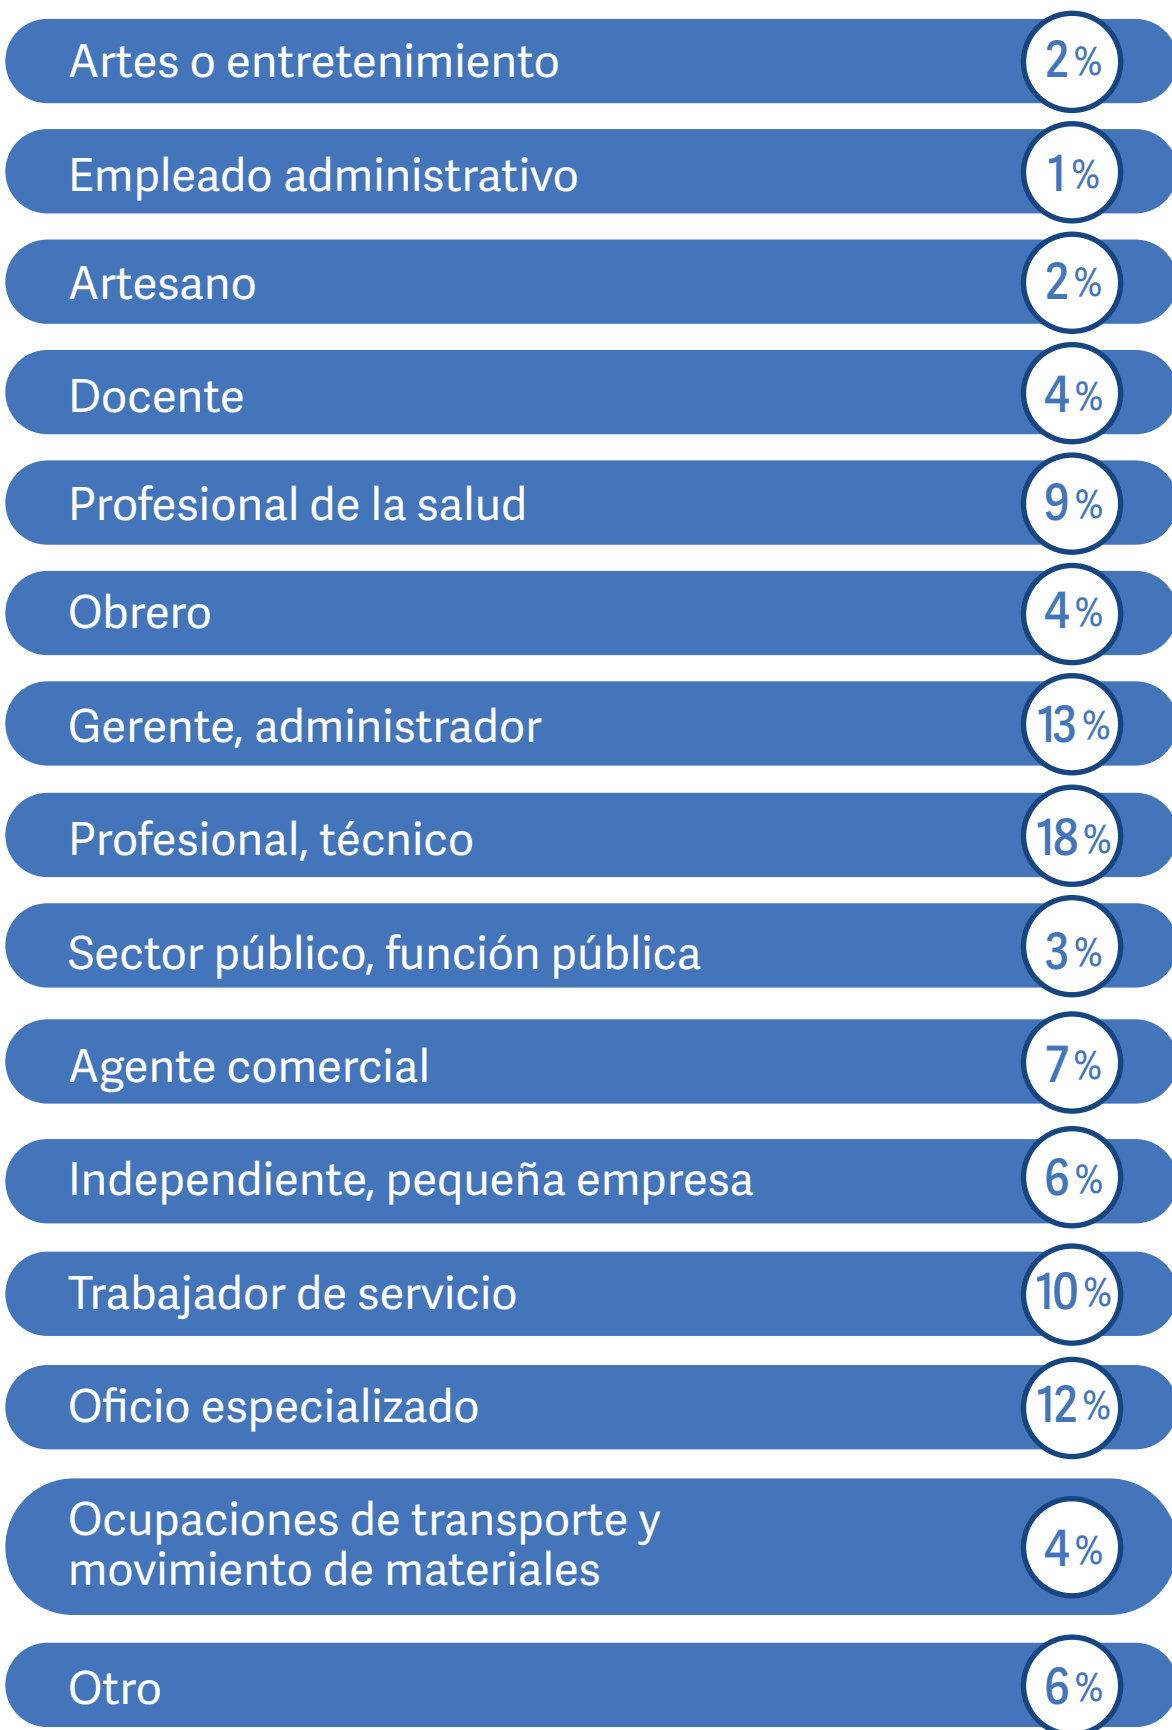 Artes o entretenimiento 2%
Empleado administrativo 1%
Artesano 2%
Docente 4%
Profesional de la salud 9%
Obrero 4%
Gerente, administrador 13%
Profesional, técnico 18%
Sector público, función pública 3%
Agente comercial 7%
Independiente, pequeña empresa 6%
Trabajador de servicio 10%
Oficio especializado 12%
Ocupaciones de transporte y
movimiento de materiales 4%
Otro 6%